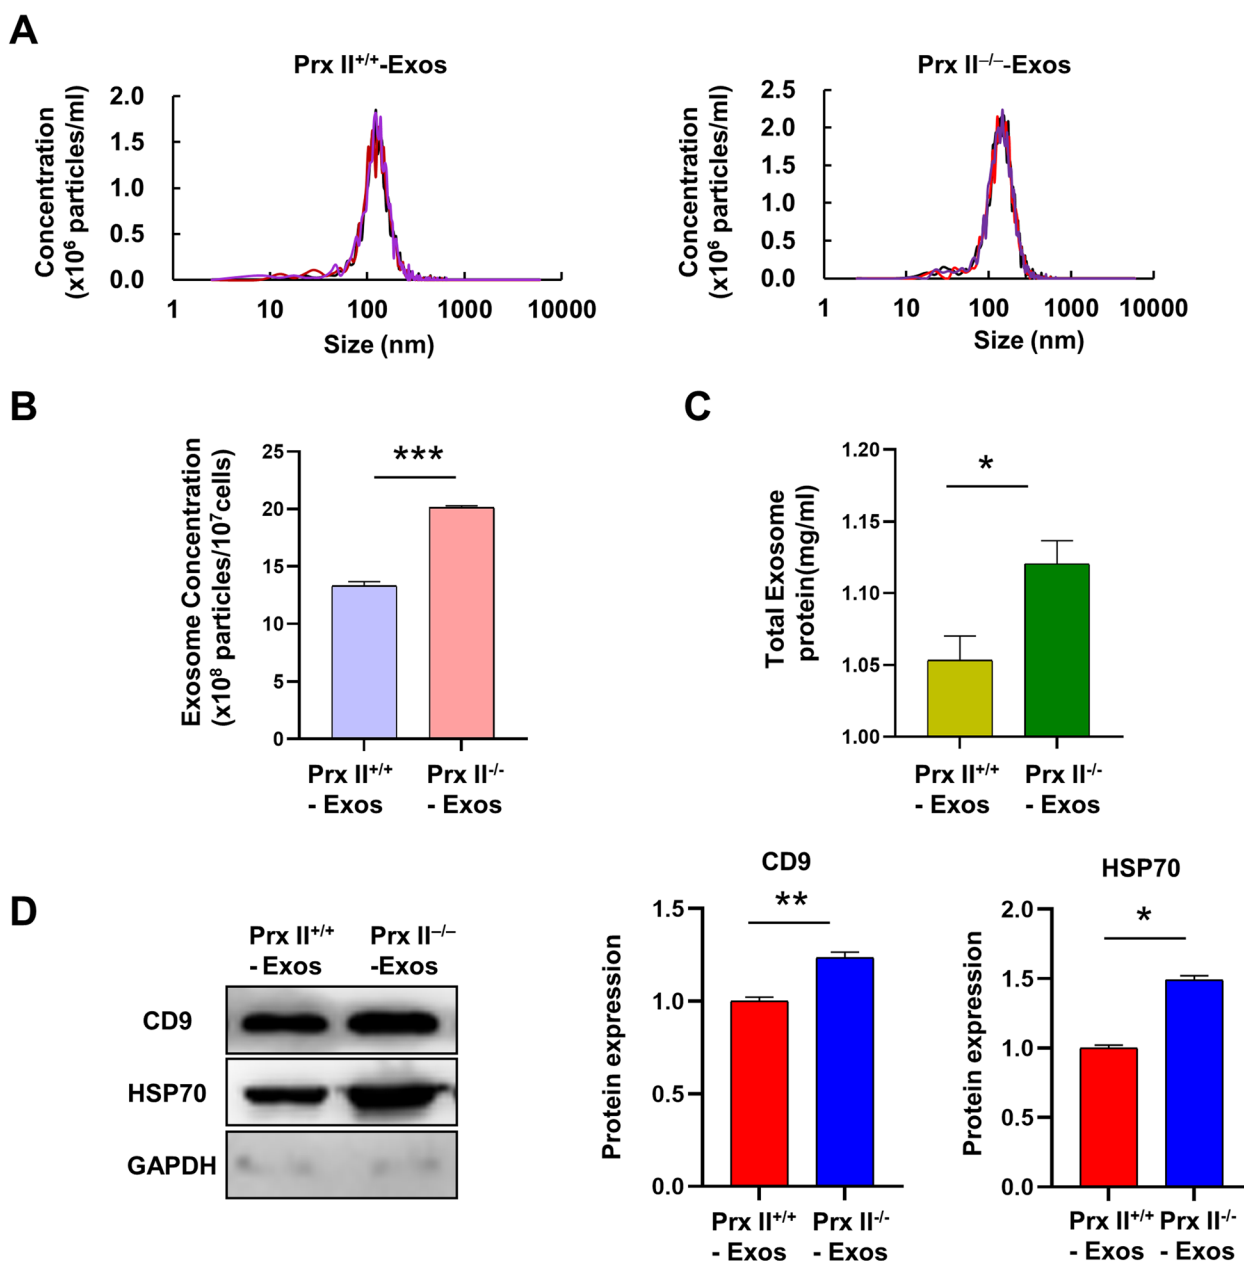 A
Prx II⁺/⁺-Exos
Concentration
(x10⁶ particles/ml)
2.0
1.5
1.0
0.5
0.0
1 10 100 1000 10000
Size (nm)
Prx II⁻/⁻-Exos
Concentration
(x10⁶ particles/ml)
2.5
2.0
1.5
1.0
0.5
0.0
1 10 100 1000 10000
Size (nm)
B
Exosome Concentration
(x10⁸ particles/10⁷cells)
25
20
15
10
5
0
***
Prx II⁺/⁺
- Exos
Prx II⁻/⁻
- Exos
C
Total Exosome
protein(mg/ml)
1.20
1.15
1.10
1.05
1.00
*
Prx II⁺/⁺
- Exos
Prx II⁻/⁻
- Exos
D
Prx II⁺/⁺
- Exos
Prx II⁻/⁻
-Exos
CD9
HSP70
GAPDH
CD9
Protein expression
1.5
1.0
0.5
0.0
**
Prx II⁺/⁺
- Exos
Prx II⁻/⁻
- Exos
HSP70
Protein expression
2.0
1.5
1.0
0.5
0.0
*
Prx II⁺/⁺
- Exos
Prx II⁻/⁻
- Exos